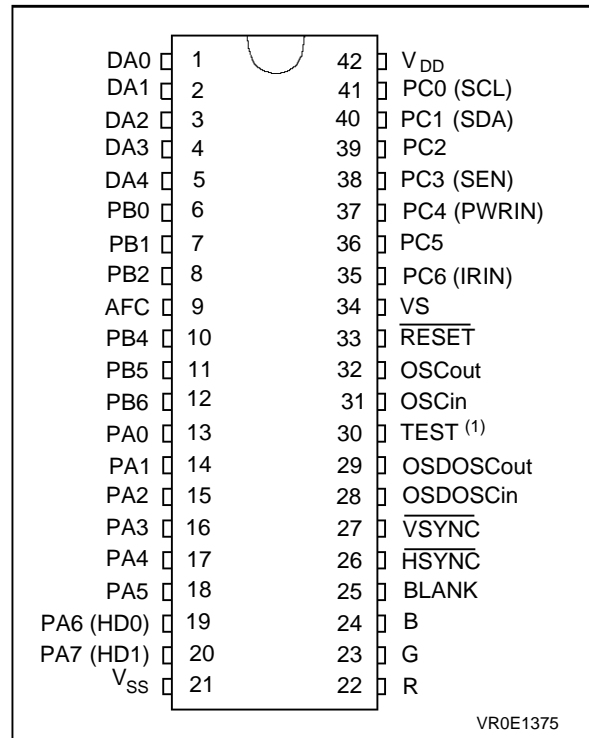 DA0 1 42 VDD
DA1 2 41 PC0 (SCL)
DA2 3 40 PC1 (SDA)
DA3 4 39 PC2
DA4 5 38 PC3 (SEN)
PB0 6 37 PC4 (PWRIN)
PB1 7 36 PC5
PB2 8 35 PC6 (IRIN)
AFC 9 34 VS
PB4 10 33 RESET
PB5 11 32 OSCout
PB6 12 31 OSCin
PA0 13 30 TEST (1)
PA1 14 29 OSDOSCout
PA2 15 28 OSDOSCin
PA3 16 27 VSYNC
PA4 17 26 HSYNC
PA5 18 25 BLANK
PA6 (HD0) 19 24 B
PA7 (HD1) 20 23 G
VSS 21 22 R
VR0E1375